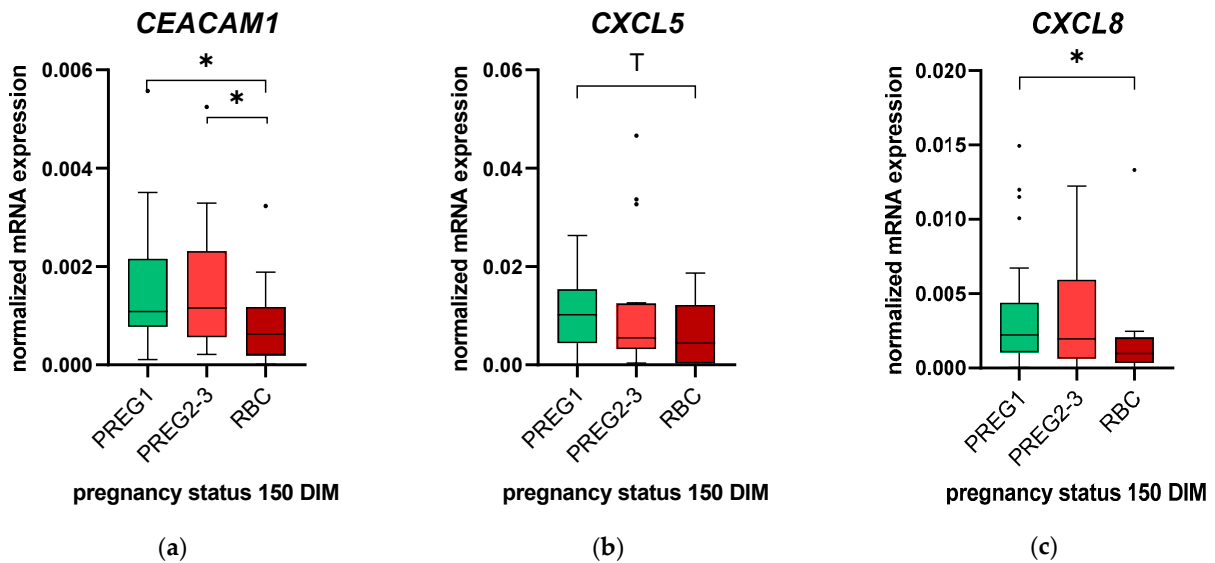 CEACAM1
normalized mRNA expression
0.006
0.004
0.002
0.000
*
*
PREG1
PREG2-3
RBC
pregnancy status 150 DIM
(a)
CXCL5
normalized mRNA expression
0.06
0.04
0.02
0.00
T
PREG1
PREG2-3
RBC
pregnancy status 150 DIM
(b)
CXCL8
normalized mRNA expression
0.020
0.015
0.010
0.005
0.000
*
PREG1
PREG2-3
RBC
pregnancy status 150 DIM
(c)